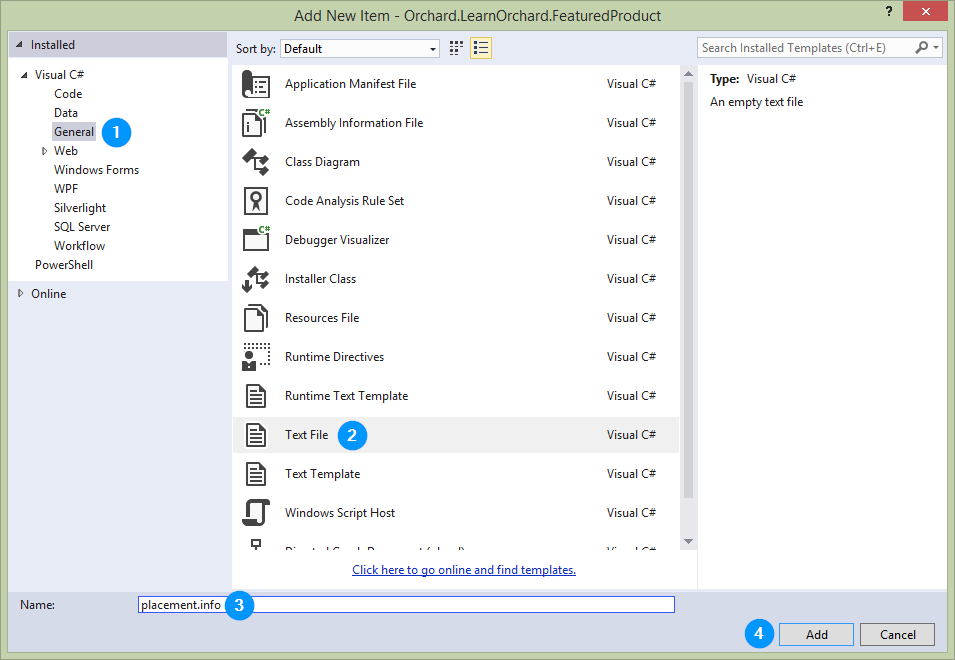 Add New Item - Orchard.LearnOrchard.FeaturedProduct
?
Installed
Visual C#
Code
Data
General 1
Web
Windows Forms
WPF
Silverlight
SQL Server
Workflow
PowerShell
Online
Sort by: Default
Application Manifest File Visual C#
C# Assembly Information File Visual C#
Class Diagram Visual C#
Code Analysis Rule Set Visual C#
C# Debugger Visualizer Visual C#
Installer Class Visual C#
Resources File Visual C#
Runtime Directives Visual C#
Runtime Text Template Visual C#
Text File 2 Visual C#
Text Template Visual C#
Windows Script Host Visual C#
Click here to go online and find templates.
Search Installed Templates (Ctrl+E)
Type: Visual C#
An empty text file
Name: placement.info 3
4 Add Cancel